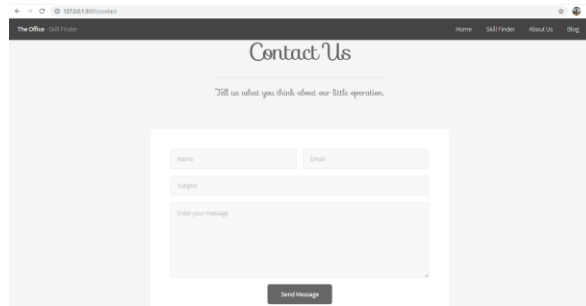 127.0.0.1:8001/contact
The Office - Skill Finder
Home Skill Finder About Us Blog
Contact Us
Tell us what you think about our little operation.
Name Email
Subject
Enter your message
Send Message